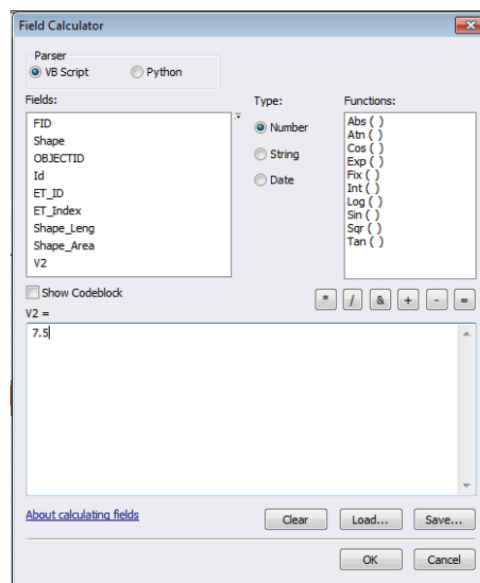 Field Calculator
Parser
VB Script Python
Fields:
FID
Shape
OBJECTID
Id
ET_ID
ET_Index
Shape_Leng
Shape_Area
V2
Type:
Number
String
Date
Functions:
Abs ( )
Atn ( )
Cos ( )
Exp ( )
Fix ( )
Int ( )
Log ( )
Sin ( )
Sqr ( )
Tan ( )
Show Codeblock
* / & + - =
V2 =
7.5
About calculating fields
Clear Load... Save...
OK Cancel